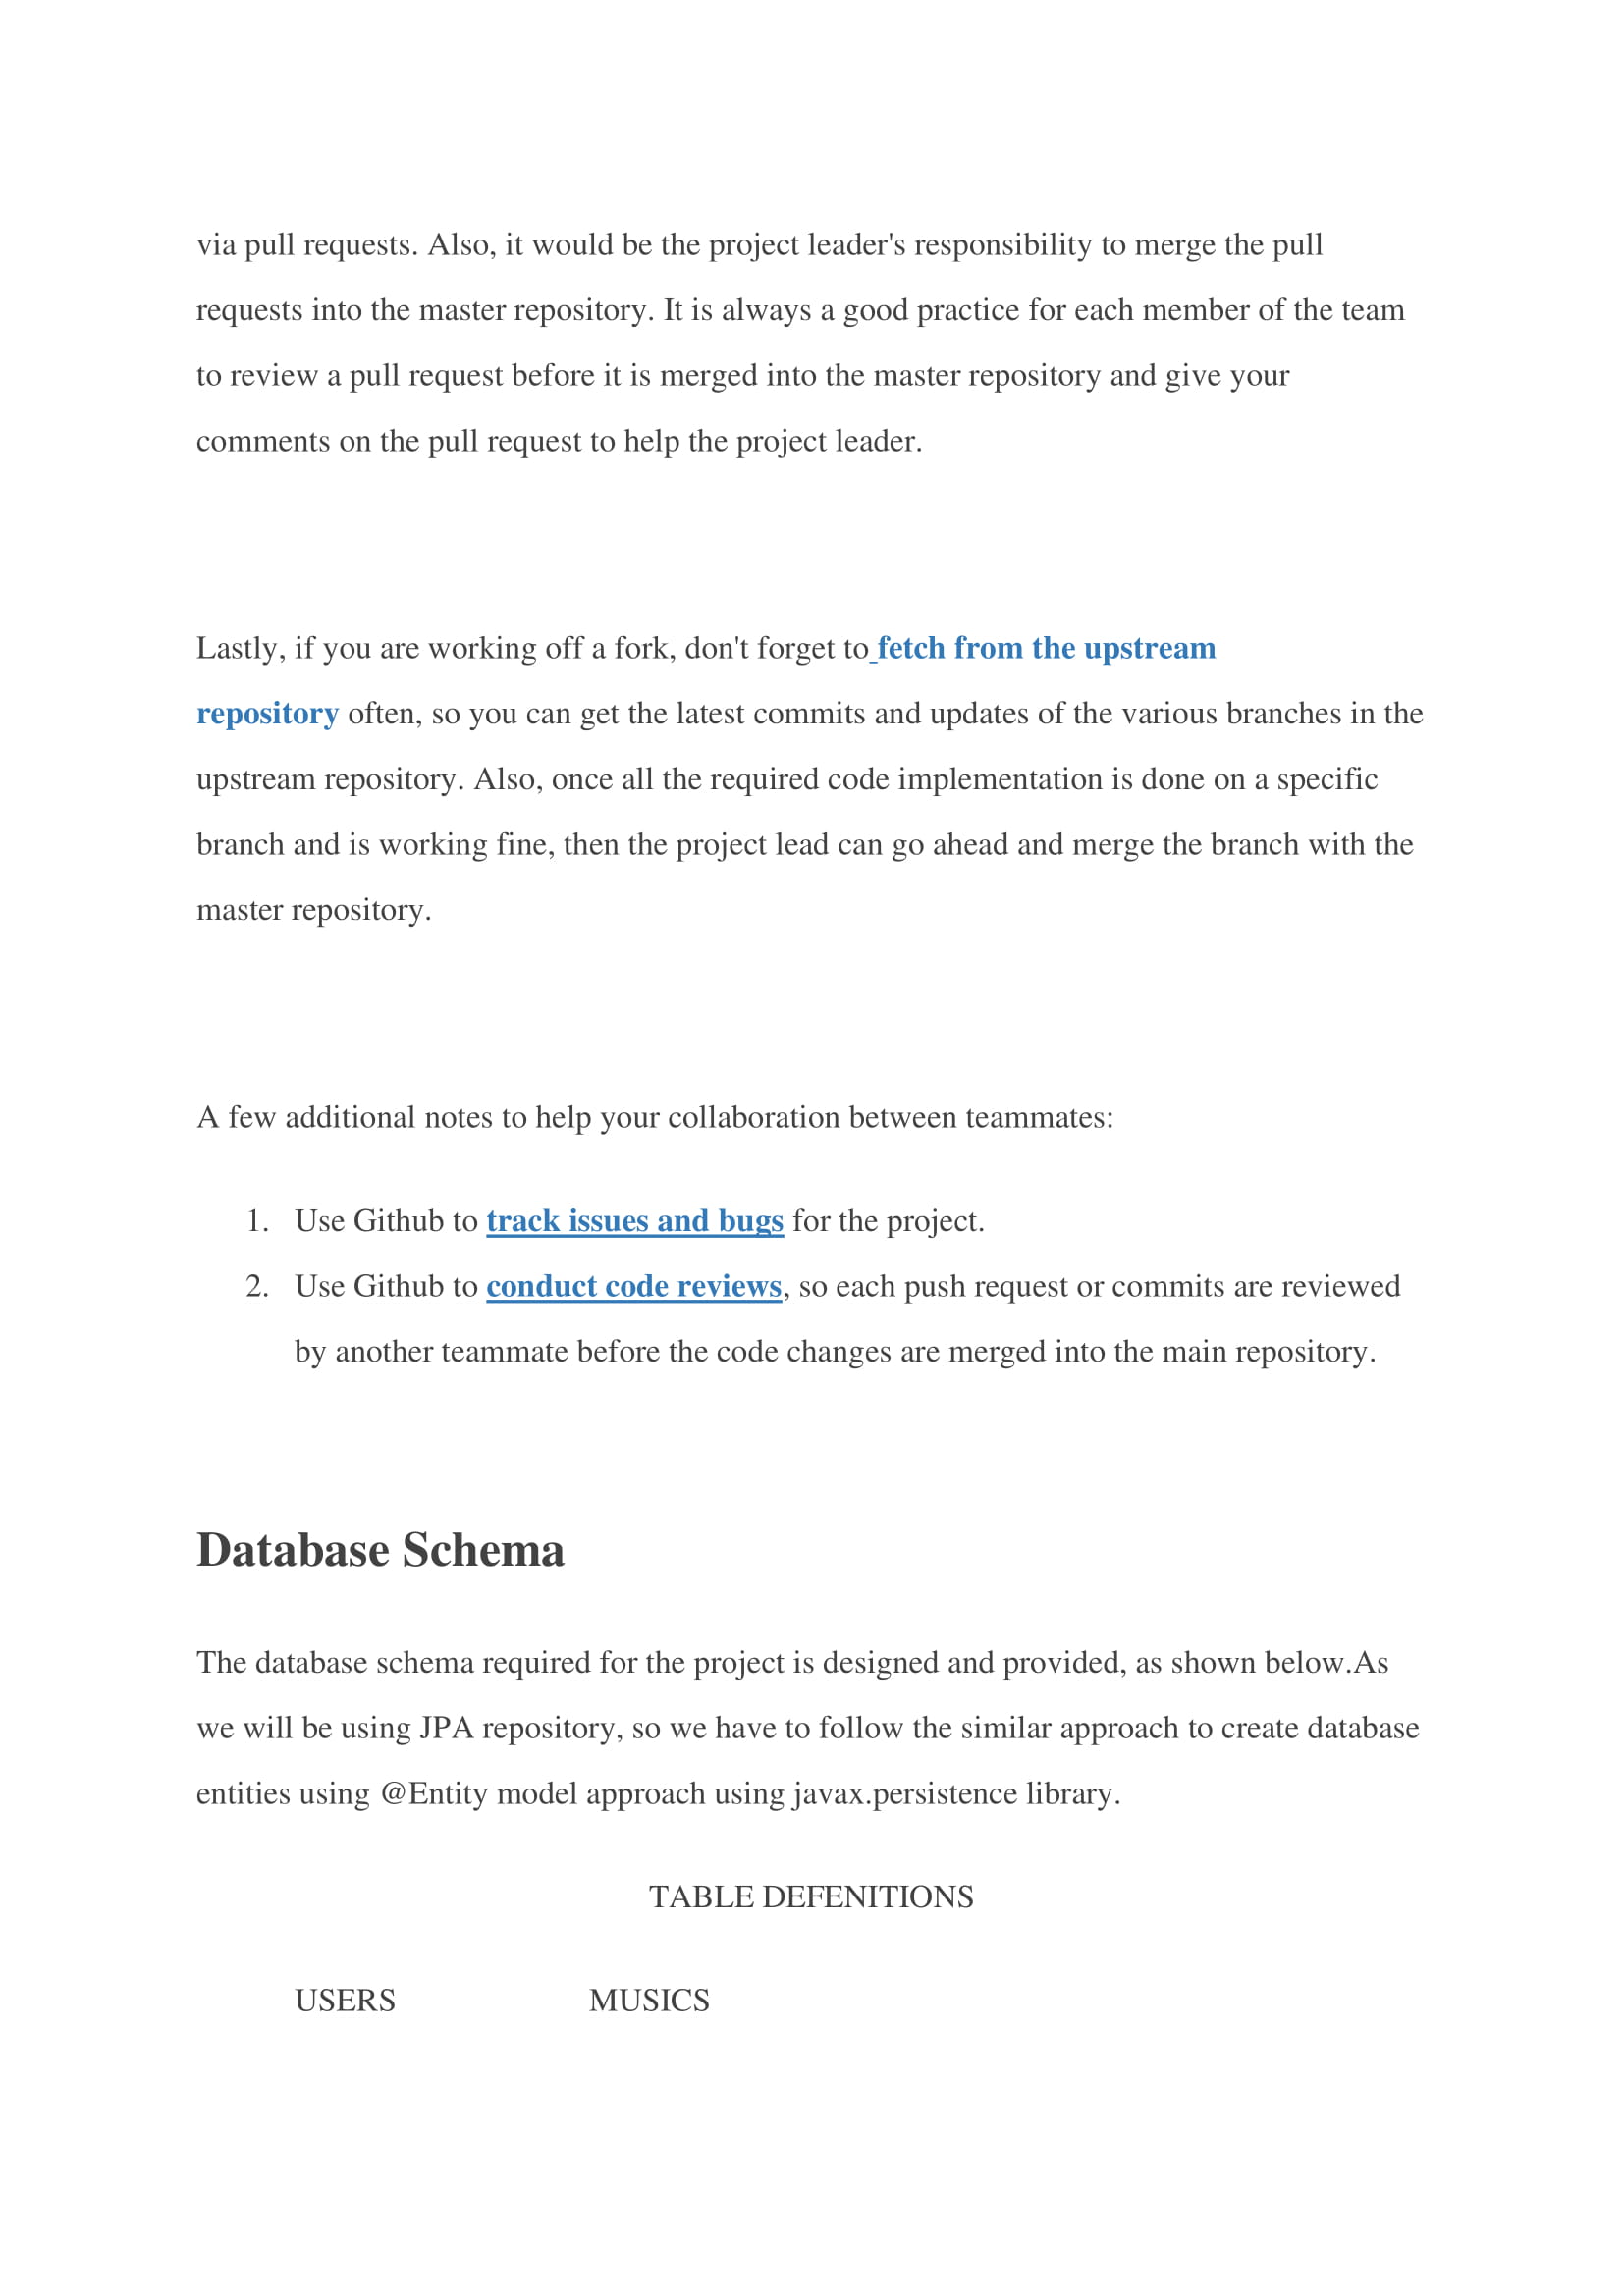 via pull requests. Also, it would be the project leader's responsibility to merge the pull
requests into the master repository. It is always a good practice for each member of the team
to review a pull request before it is merged into the master repository and give your
comments on the pull request to help the project leader.
Lastly, if you are working off a fork, don't forget to fetch from the upstream
repository often, so you can get the latest commits and updates of the various branches in the
upstream repository. Also, once all the required code implementation is done on a specific
branch and is working fine, then the project lead can go ahead and merge the branch with the
master repository.
A few additional notes to help your collaboration between teammates:
1. Use Github to track issues and bugs for the project.
2. Use Github to conduct code reviews, so each push request or commits are reviewed
by another teammate before the code changes are merged into the main repository.
Database Schema
The database schema required for the project is designed and provided, as shown below.As
we will be using JPA repository, so we have to follow the similar approach to create database
entities using @Entity model approach using javax.persistence library.
TABLE DEFENITIONS
USERS MUSICS